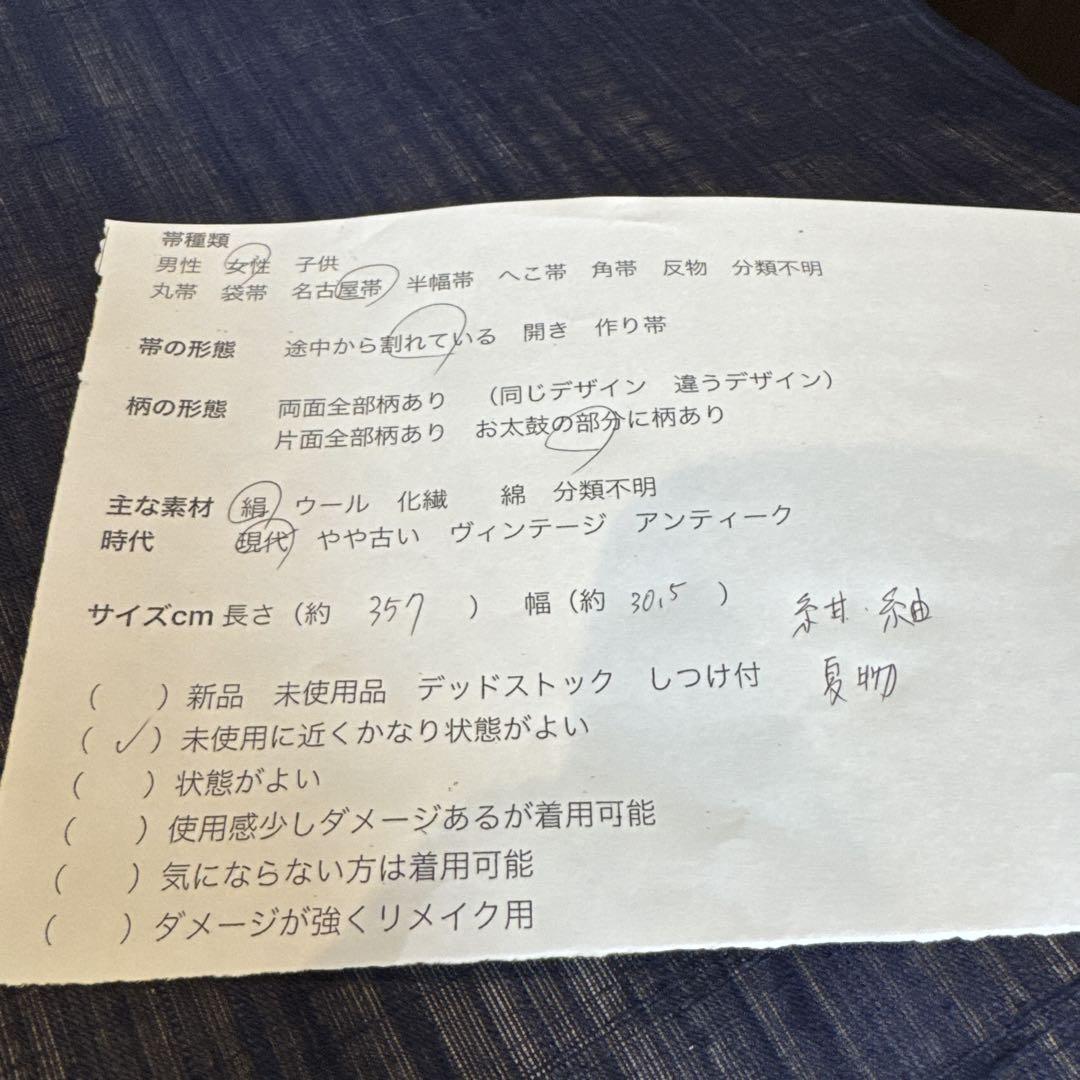 帯種類
男性 女性 子供
丸帯 袋帯 名古屋帯 半幅帯 へこ帯 角帯 反物 分類不明
帯の形態 途中から割れている 開き 作り帯
柄の形態 両面全部柄あり （同じデザイン 違うデザイン）
片面全部柄あり お太鼓の部分に柄あり
主な素材 絹 ウール 化繊 綿 分類不明
時代 現代 やや古い ヴィンテージ アンティーク
サイズcm 長さ（約 357 ） 幅（約 30,5 ） 紺・紬
（ ）新品 未使用品 デッドストック しつけ付 夏物
（ ✓ ）未使用に近くかなり状態がよい
（ ）状態がよい
（ ）使用感少しダメージあるが着用可能
（ ）気にならない方は着用可能
（ ）ダメージが強くリメイク用